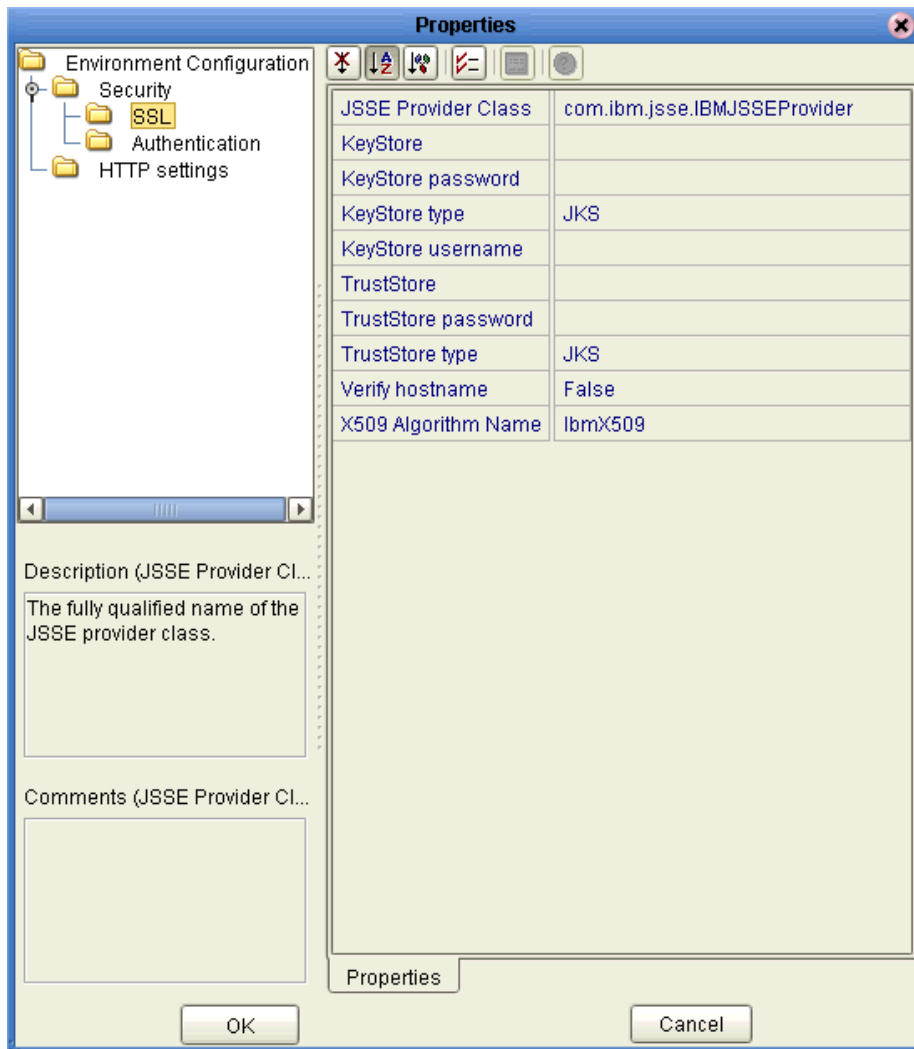 Properties
Environment Configuration
Security
SSL
Authentication
HTTP settings
Description (JSSE Provider Cl...
The fully qualified name of the
JSSE provider class.
Comments (JSSE Provider Cl...
JSSE Provider Class com.ibm.jsse.IBMJSSEProvider
KeyStore
KeyStore password
KeyStore type JKS
KeyStore username
TrustStore
TrustStore password
TrustStore type JKS
Verify hostname False
X509 Algorithm Name IbmX509
Properties
OK
Cancel